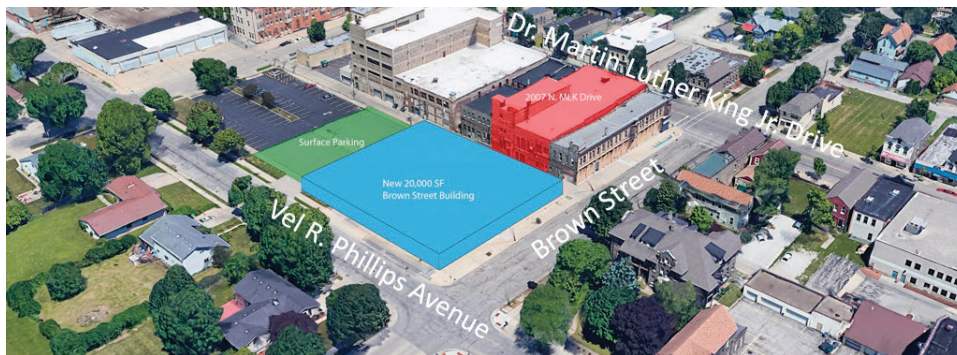 Dr. Martin Luther King Jr. Drive
2007 N. MLK Drive
Surface Parking
New 20,000 SF
Brown Street Building
Brown Street
Vel R. Phillips Avenue